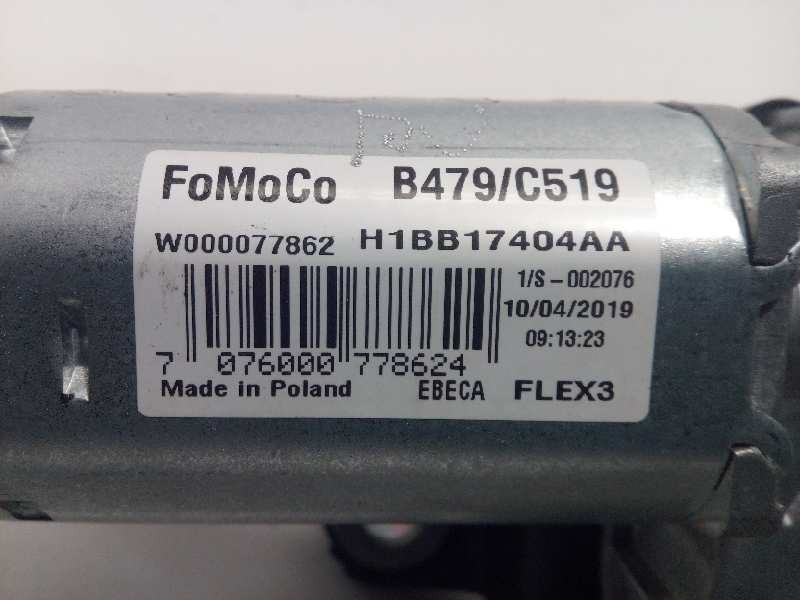 FoMoCo B479/C519
W000077862 H1BB17404AA
1/S-002076
10/04/2019
09:13:23
7 076000 778624
Made in Poland EBECA FLEX3